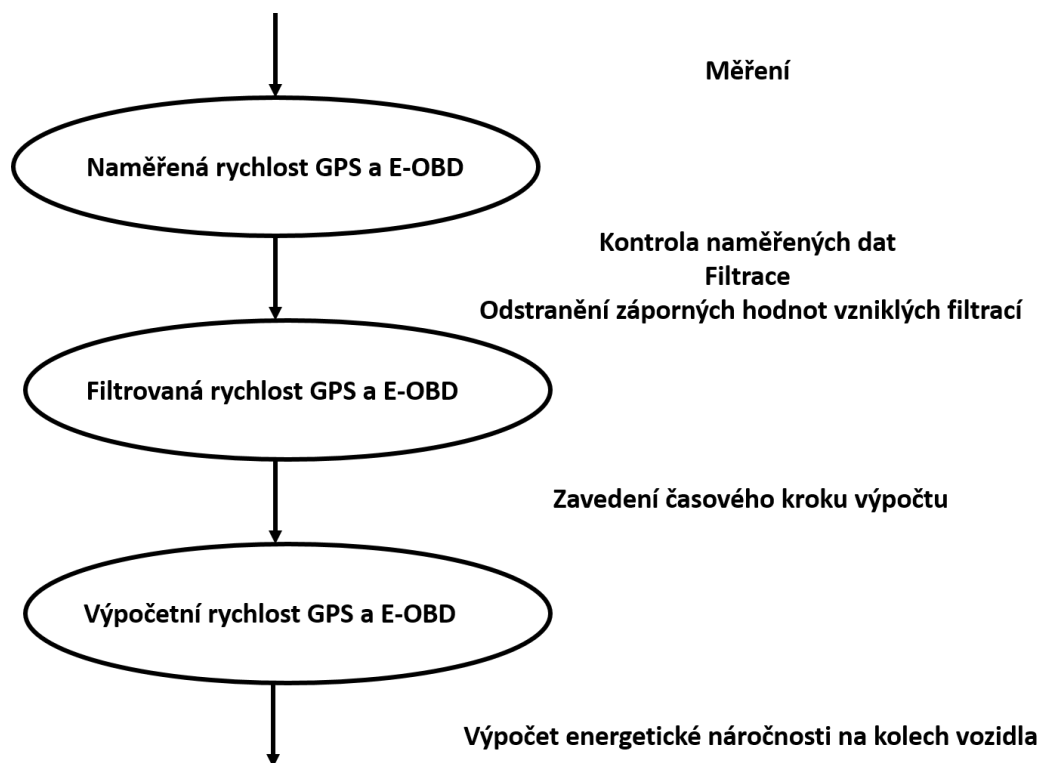 Měření
Naměřená rychlost GPS a E-OBD
Kontrola naměřených dat
Filtrace
Odstranění záporných hodnot vzniklých filtrací
Filtrovaná rychlost GPS a E-OBD
Zavedení časového kroku výpočtu
Výpočetní rychlost GPS a E-OBD
Výpočet energetické náročnosti na kolech vozidla